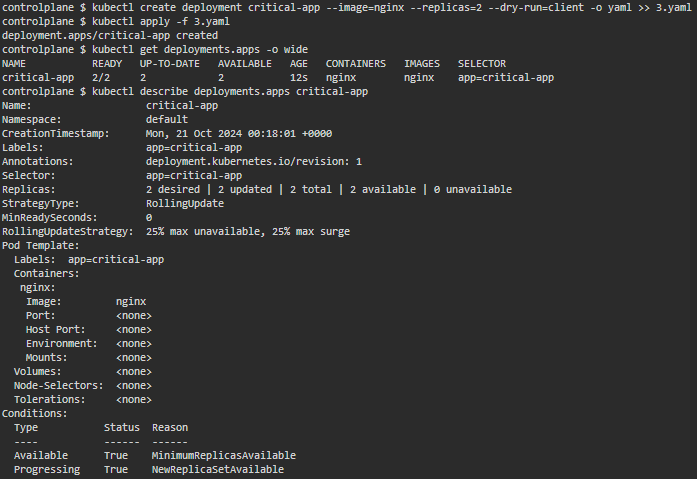 controlplane $ kubectl create deployment critical-app --image=nginx --replicas=2 --dry-run=client -o yaml >> 3.yaml
controlplane $ kubectl apply -f 3.yaml
deployment.apps/critical-app created
controlplane $ kubectl get deployments.apps -o wide
NAME           READY   UP-TO-DATE   AVAILABLE   AGE   CONTAINERS   IMAGES   SELECTOR
critical-app   2/2     2            2           12s   nginx        nginx    app=critical-app
controlplane $ kubectl describe deployments.apps critical-app
Name:                   critical-app
Namespace:              default
CreationTimestamp:      Mon, 21 Oct 2024 00:18:01 +0000
Labels:                 app=critical-app
Annotations:            deployment.kubernetes.io/revision: 1
Selector:               app=critical-app
Replicas:               2 desired | 2 updated | 2 total | 2 available | 0 unavailable
StrategyType:           RollingUpdate
MinReadySeconds:        0
RollingUpdateStrategy:  25% max unavailable, 25% max surge
Pod Template:
  Labels:  app=critical-app
  Containers:
   nginx:
    Image:         nginx
    Port:          <none>
    Host Port:     <none>
    Environment:   <none>
    Mounts:        <none>
  Volumes:         <none>
  Node-Selectors:  <none>
  Tolerations:     <none>
Conditions:
  Type           Status  Reason
  ----           ------  ------
  Available      True    MinimumReplicasAvailable
  Progressing    True    NewReplicaSetAvailable